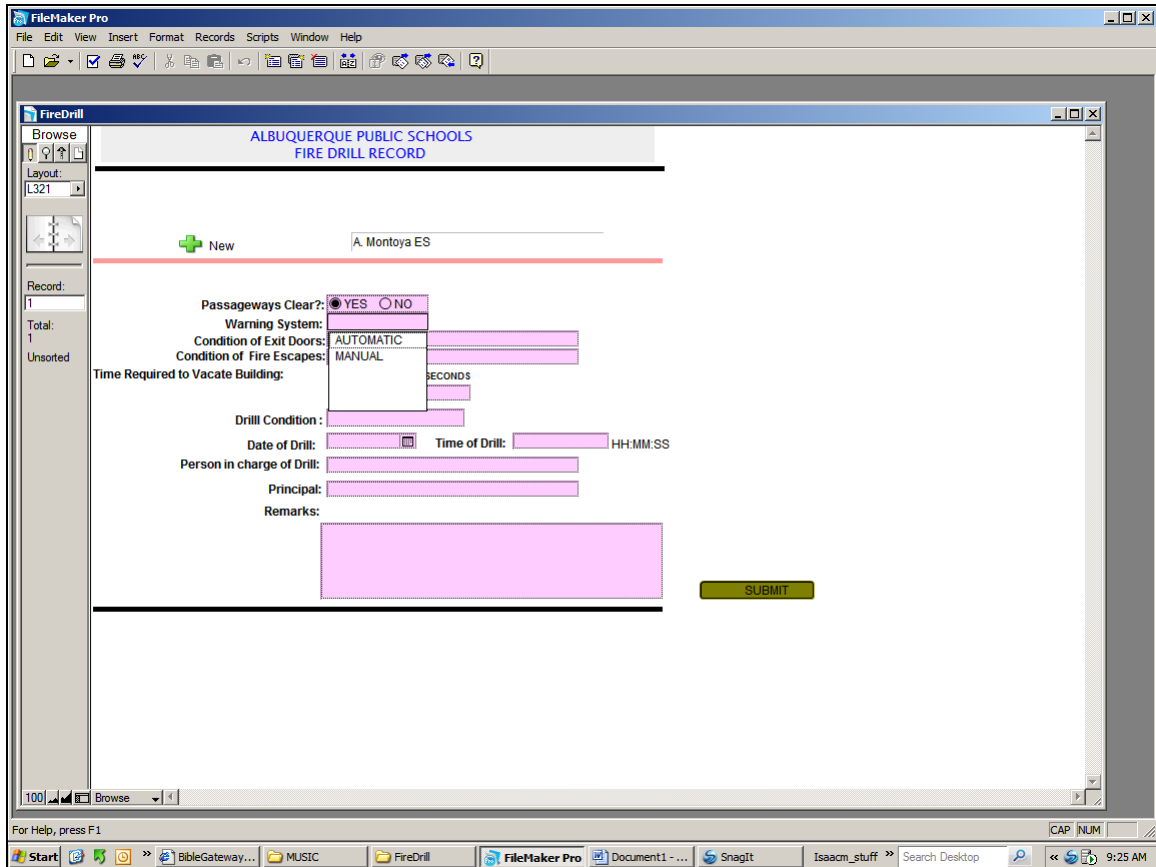 FileMaker Pro
File Edit View Insert Format Records Scripts Window Help
FireDrill
Browse
Layout:
L321
Record:
1
Total:
1
Unsorted
ALBUQUERQUE PUBLIC SCHOOLS
FIRE DRILL RECORD
New A. Montoya ES
Passageways Clear?: YES NO
Warning System:
AUTOMATIC
MANUAL
Condition of Exit Doors:
Condition of Fire Escapes:
Time Required to Vacate Building: SECONDS
Drilll Condition :
Date of Drill: Time of Drill: HH:MM:SS
Person in charge of Drill:
Principal:
Remarks:
SUBMIT
100 Browse
For Help, press F1 CAP NUM
Start BibleGateway... MUSIC FireDrill FileMaker Pro Document1 - ... SnagIt Isaacm_stuff Search Desktop 9:25 AM